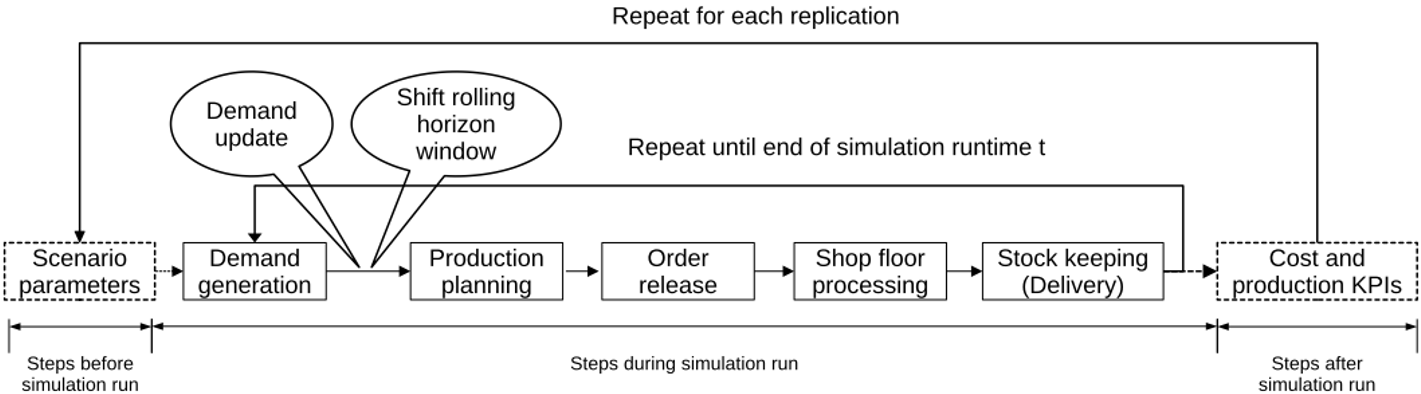 Repeat for each replication
Demand
update
Shift rolling
horizon
window
Repeat until end of simulation runtime t
Scenario
parameters
Demand
generation
Production
planning
Order
release
Shop floor
processing
Stock keeping
(Delivery)
Cost and
production KPIs
Steps before
simulation run
Steps during simulation run
Steps after
simulation run